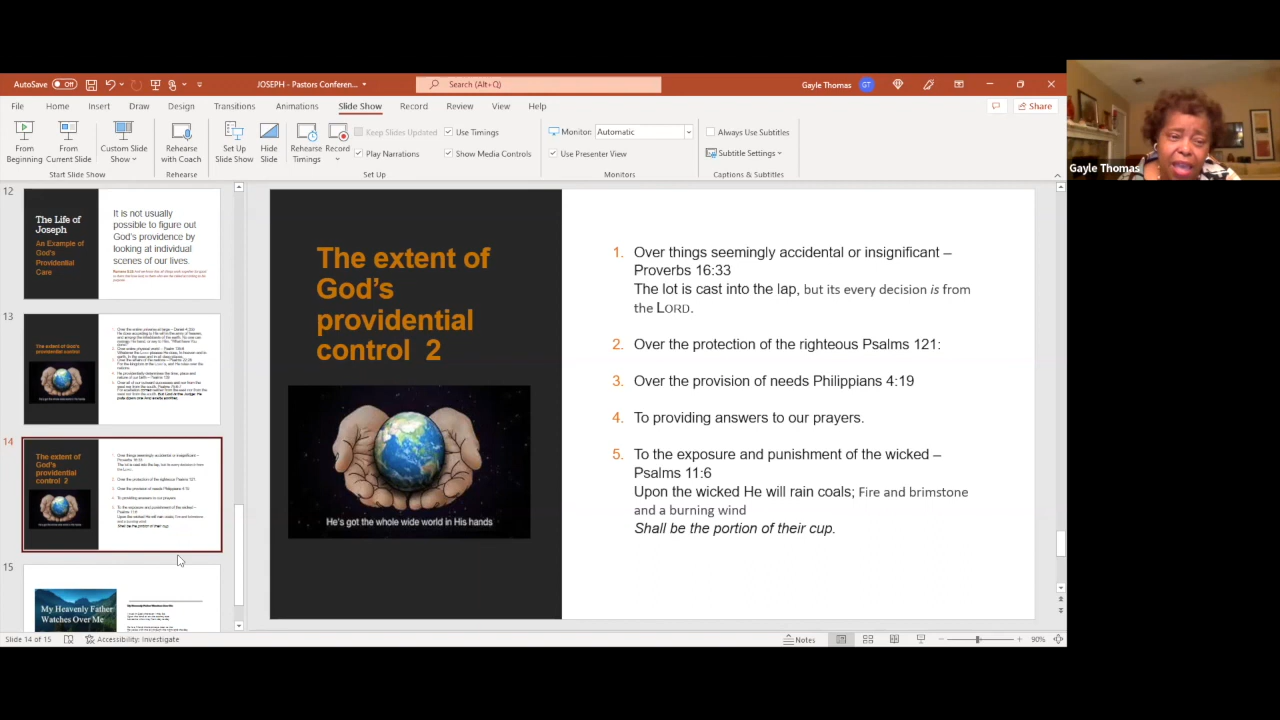 AutoSave Off JOSEPH - Pastors Conferen... Search (Alt+Q) Gayle Thomas GT
File Home Insert Draw Design Transitions Animations Slide Show Record Review View Help Share
From Beginning
From Current Slide
Custom Slide Show
Rehearse with Coach
Set Up Slide Show
Hide Slide
Rehearse Timings
Record
Keep Slides Updated
Play Narrations
Use Timings
Show Media Controls
Monitor: Automatic
Use Presenter View
Always Use Subtitles
Subtitle Settings
Start Slide Show Rehearse Set Up Monitors Captions & Subtitles
Gayle Thomas
12
The Life of
Joseph
An Example of
God's
Providential
Care
It is not usually
possible to figure out
God's providence by
looking at individual
scenes of our lives.
13
The extent of God's
providential control
14
The extent of
God's
providential
control 2
15
My Heavenly Father
Watches Over Me
My Heavenly Father Watches Over Me
The extent of
God's
providential
control 2
He's got the whole wide world in His hands
1. Over things seemingly accidental or insignificant –
Proverbs 16:33
The lot is cast into the lap, but its every decision is from
the LORD.
2. Over the protection of the righteous Psalms 121:
3. Over the provision of needs Philippians 4:19
4. To providing answers to our prayers.
5. To the exposure and punishment of the wicked –
Psalms 11:6
Upon the wicked He will rain coals; Fire and brimstone
and a burning wind
Shall be the portion of their cup.
Slide 14 of 15 Accessibility: Investigate Notes 90%